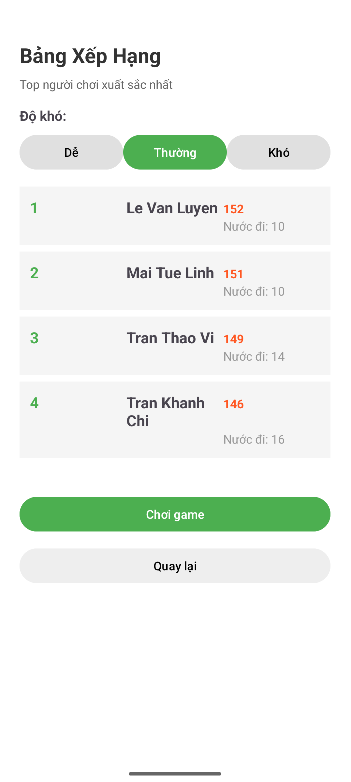 Bảng Xếp Hạng
Top người chơi xuất sắc nhất
Độ khó:
Dễ
Thường
Khó
1
Le Van Luyen
152
Nước đi: 10
2
Mai Tue Linh
151
Nước đi: 10
3
Tran Thao Vi
149
Nước đi: 14
4
Tran Khanh
Chi
146
Nước đi: 16
Chơi game
Quay lại